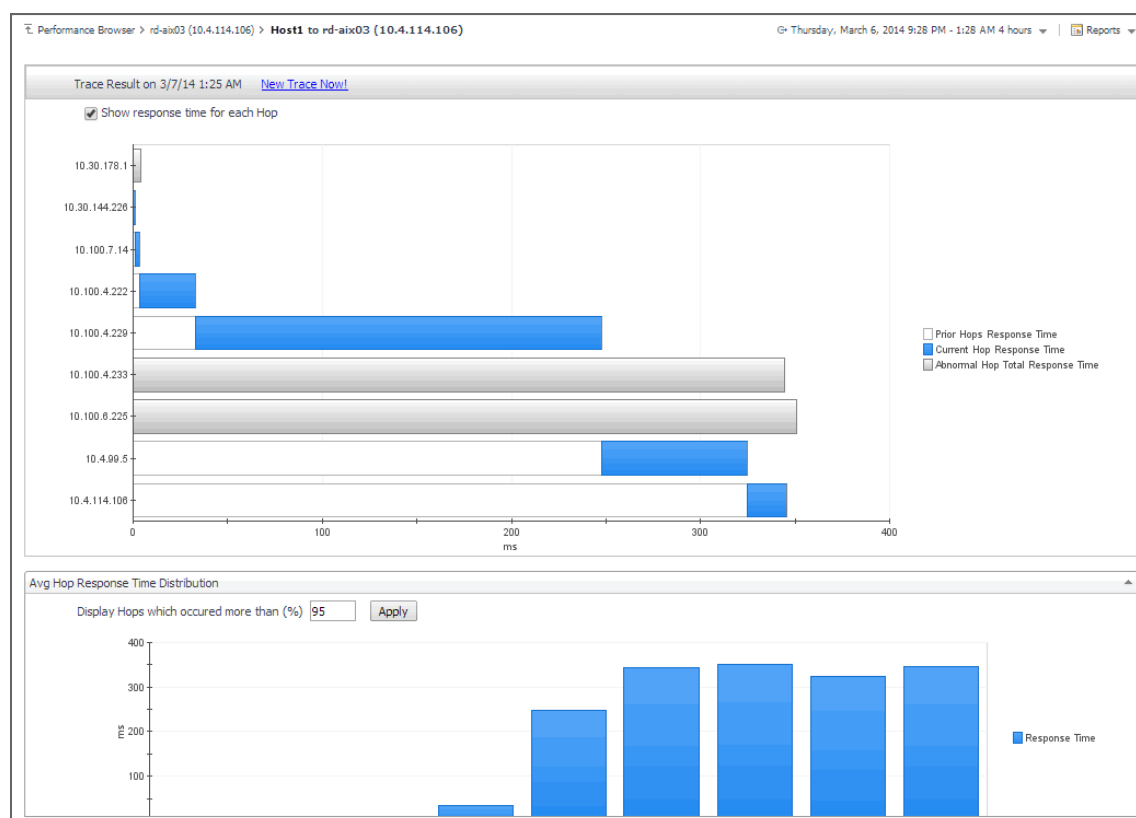 Performance Browser > rd-aix03 (10.4.114.106) > Host1 to rd-aix03 (10.4.114.106)
Thursday, March 6, 2014 9:28 PM - 1:28 AM 4 hours
Reports
Trace Result on 3/7/14 1:25 AM
New Trace Now!
Show response time for each Hop
10.30.178.1
10.30.144.226
10.100.7.14
10.100.4.222
10.100.4.229
10.100.4.233
10.100.6.225
10.4.99.5
10.4.114.106
0 100 200 300 400
ms
Prior Hops Response Time
Current Hop Response Time
Abnormal Hop Total Response Time
Avg Hop Response Time Distribution
Display Hops which occured more than (%) 95 Apply
400
300
200
100
ms
Response Time